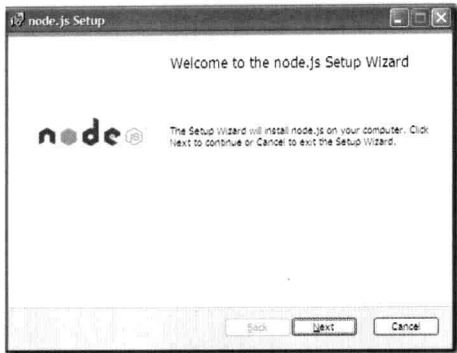 node.js Setup
Welcome to the node.js Setup Wizard
node
JS
The Setup Wizard will install node.js on your computer. Click
Next to continue or Cancel to exit the Setup Wizard.
Back
Next
Cancel